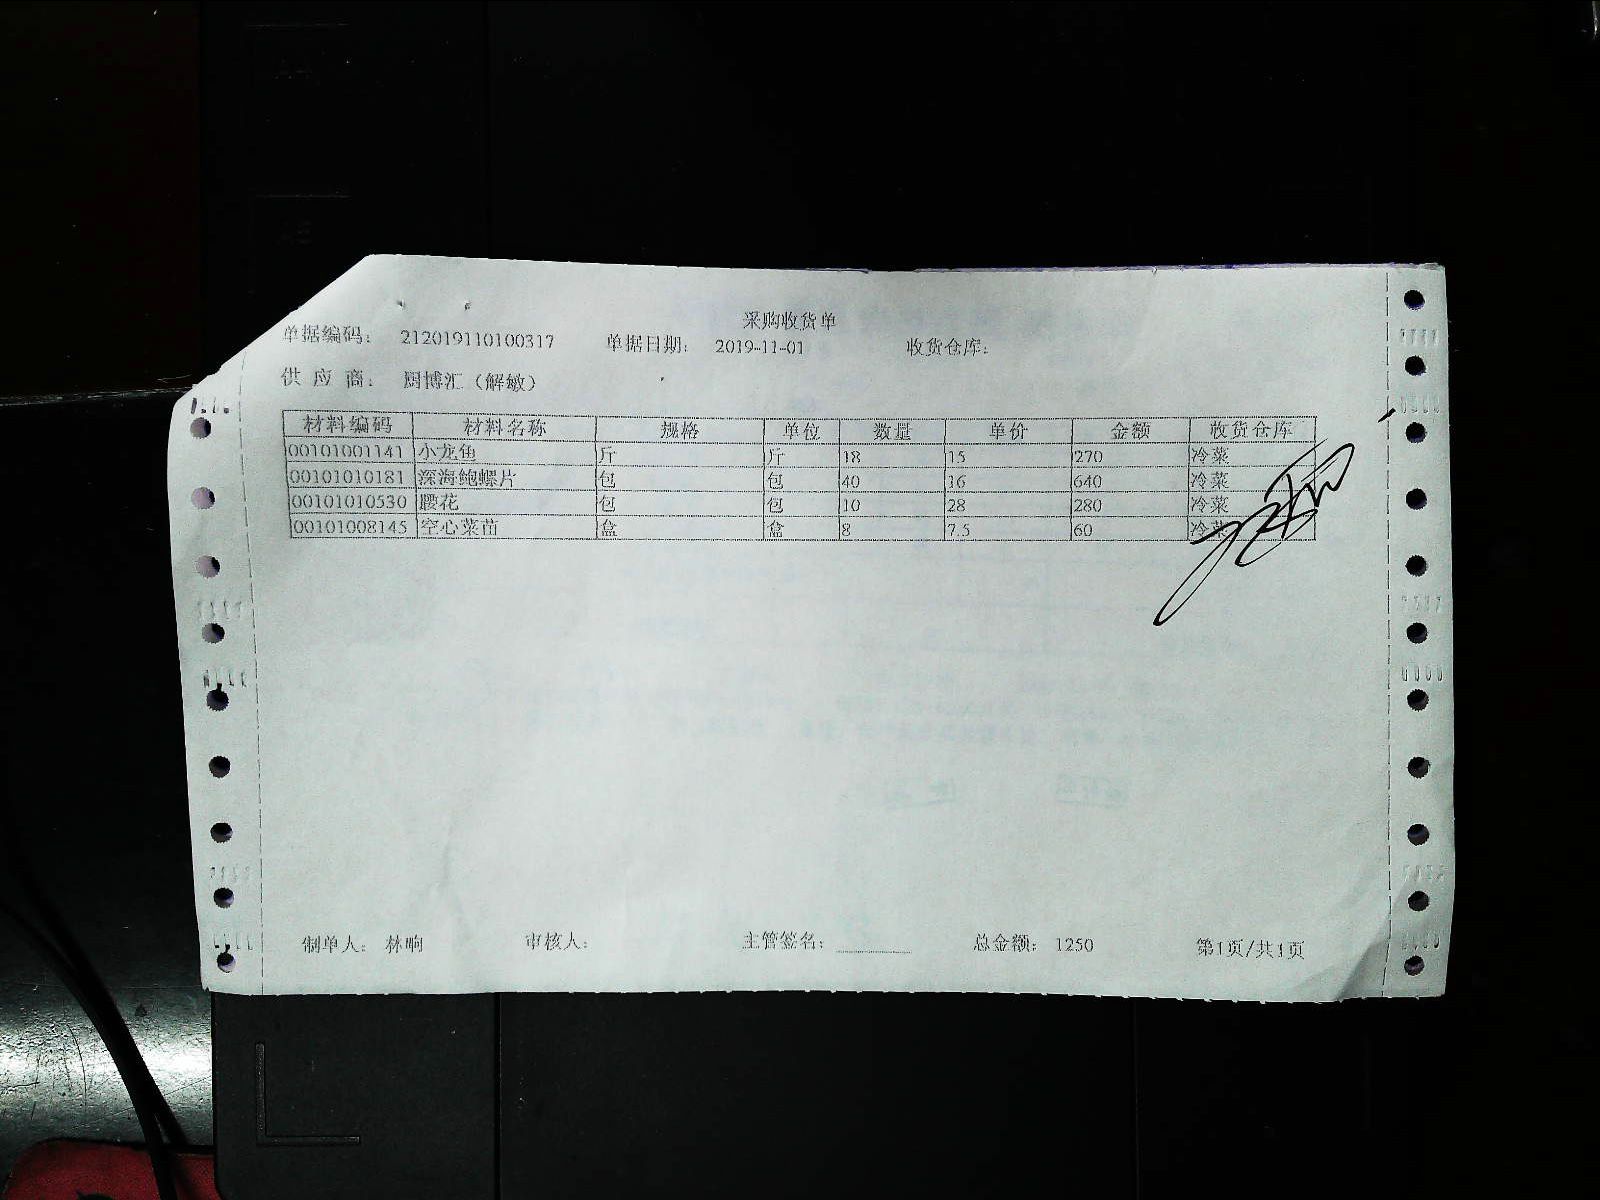 采购收货单
单据编码： 212019110100317 单据日期： 2019-11-01 收货仓库：
供应商： 厨博汇（解敏）
材料编码 材料名称 规格 单位 数量 单价 金额 收货仓库
00101001141 小龙鱼 斤 斤 18 15 270 冷菜
00101010181 深海鲍螺片 包 包 40 16 640 冷菜
00101010530 腰花 包 包 10 28 280 冷菜
00101008145 空心菜苗 盒 盒 8 7.5 60 冷菜
制单人： 林晌 审核人： 主管签名： 总金额： 1250 第1页/共1页